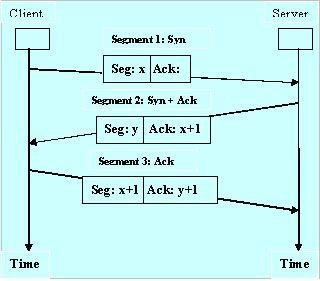 Client Server
Segment 1: Syn
Seg: x Ack:
Segment 2: Syn + Ack
Seg: y Ack: x+1
Segment 3: Ack
Seg: x+1 Ack: y+1
Time Time